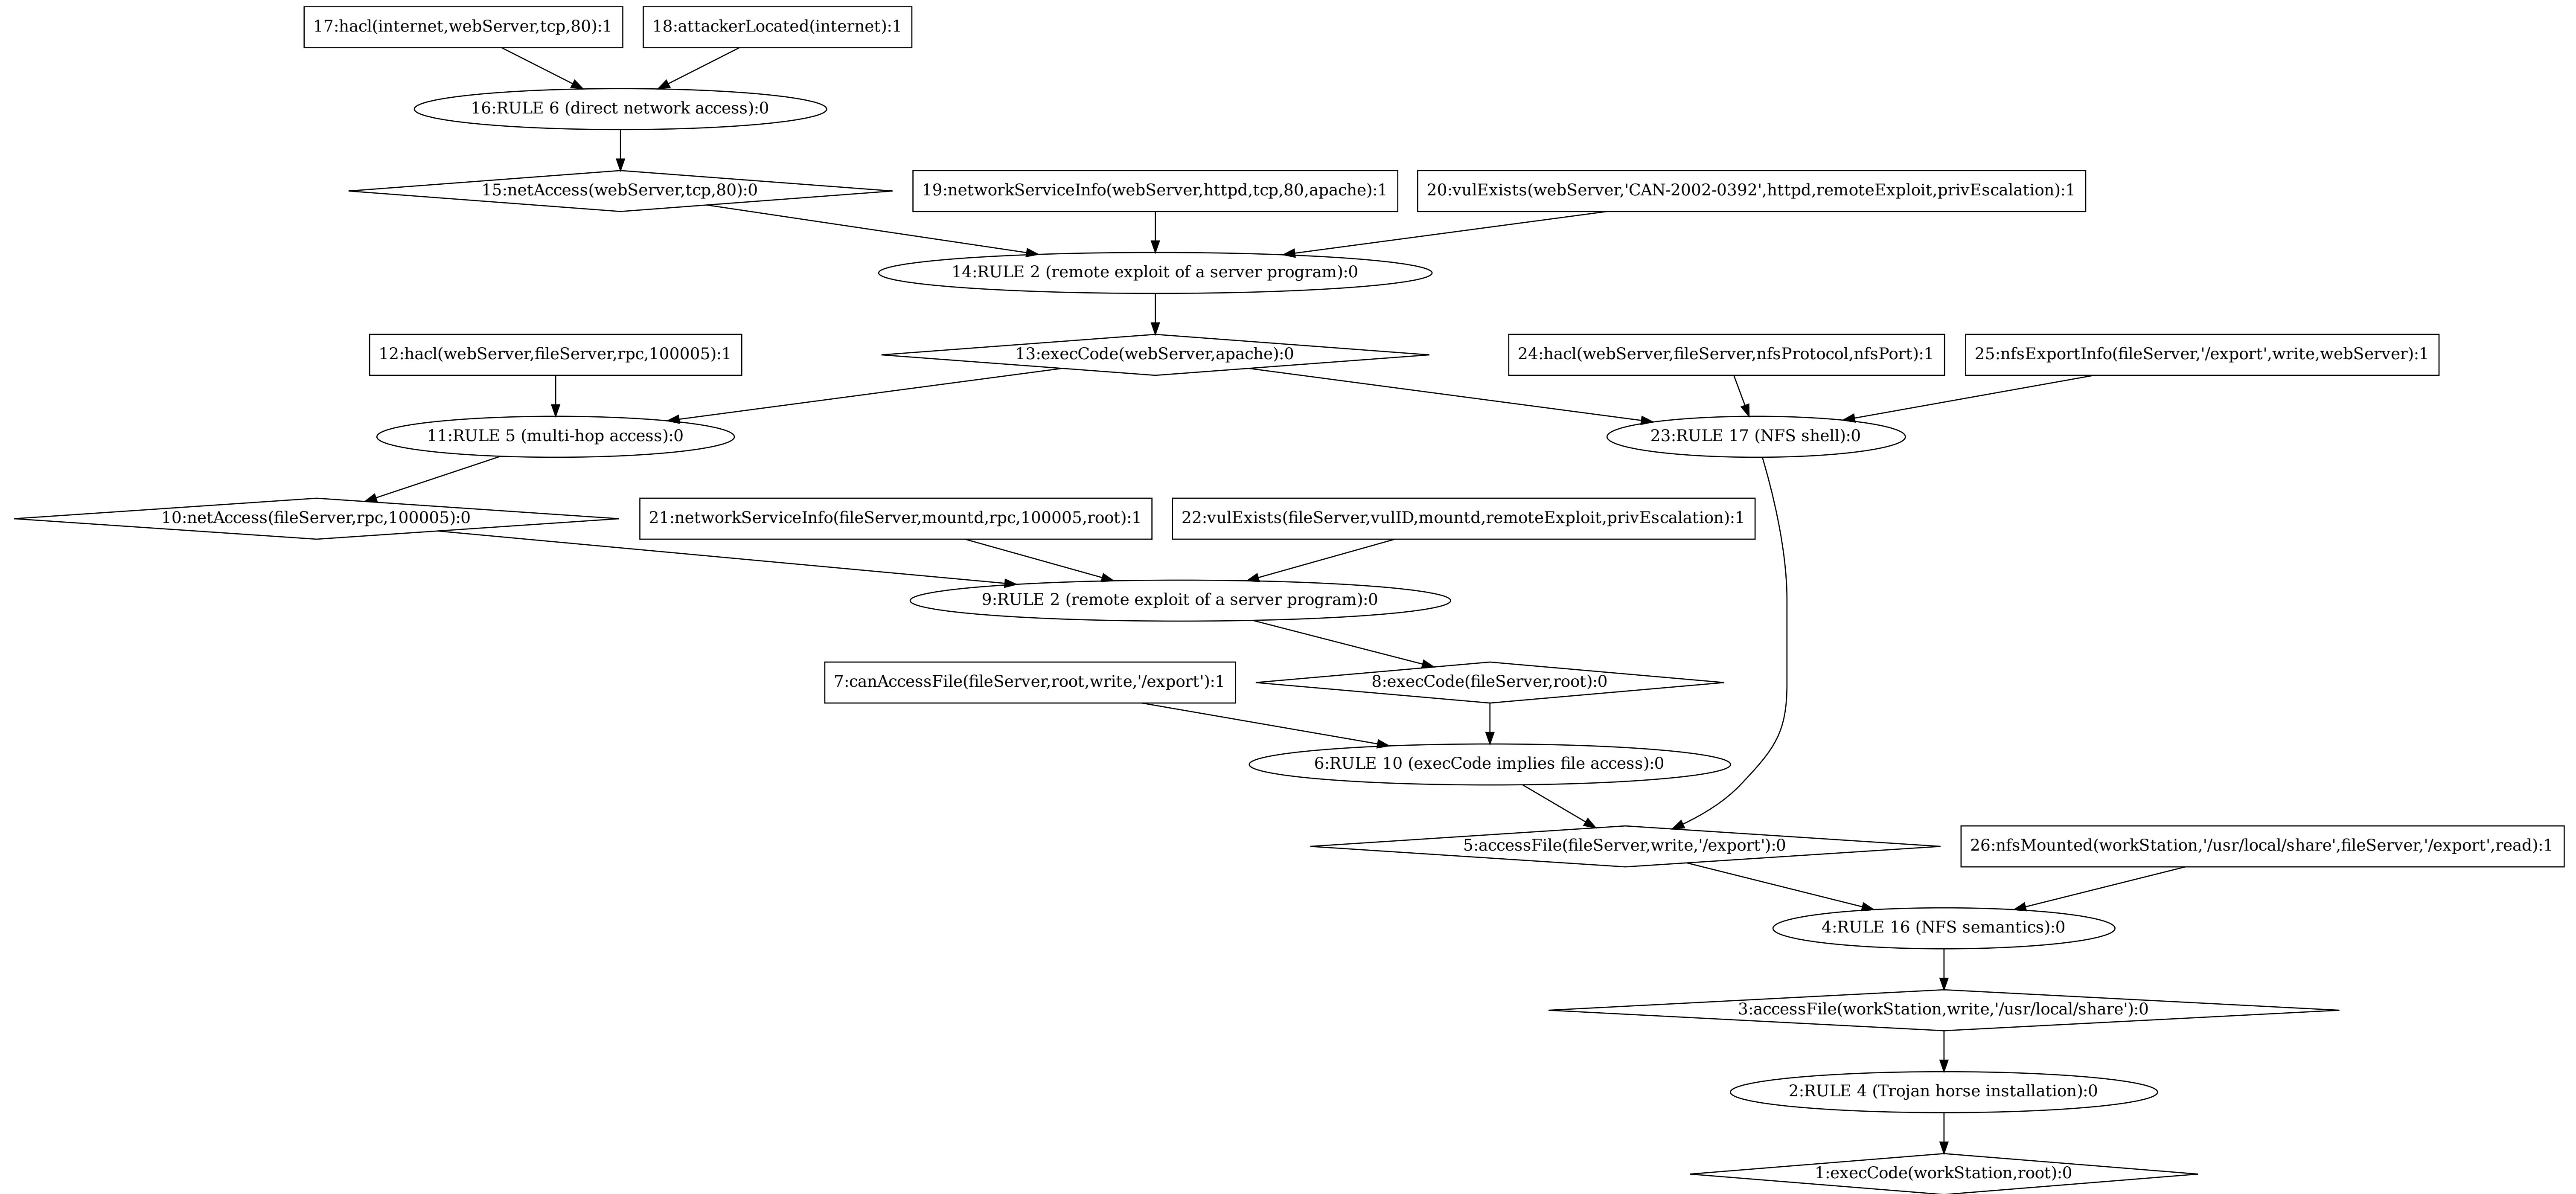 17:hacl(internet,webServer,tcp,80):1
18:attackerLocated(internet):1
16:RULE 6 (direct network access):0
15:netAccess(webServer,tcp,80):0
19:networkServiceInfo(webServer,httpd,tcp,80,apache):1
20:vulExists(webServer,'CAN-2002-0392',httpd,remoteExploit,privEscalation):1
14:RULE 2 (remote exploit of a server program):0
12:hacl(webServer,fileServer,rpc,100005):1
13:execCode(webServer,apache):0
24:hacl(webServer,fileServer,nfsProtocol,nfsPort):1
25:nfsExportInfo(fileServer,'/export',write,webServer):1
11:RULE 5 (multi-hop access):0
23:RULE 17 (NFS shell):0
10:netAccess(fileServer,rpc,100005):0
21:networkServiceInfo(fileServer,mountd,rpc,100005,root):1
22:vulExists(fileServer,vulID,mountd,remoteExploit,privEscalation):1
9:RULE 2 (remote exploit of a server program):0
7:canAccessFile(fileServer,root,write,'/export'):1
8:execCode(fileServer,root):0
6:RULE 10 (execCode implies file access):0
5:accessFile(fileServer,write,'/export'):0
26:nfsMounted(workStation,'/usr/local/share',fileServer,'/export',read):1
4:RULE 16 (NFS semantics):0
3:accessFile(workStation,write,'/usr/local/share'):0
2:RULE 4 (Trojan horse installation):0
1:execCode(workStation,root):0